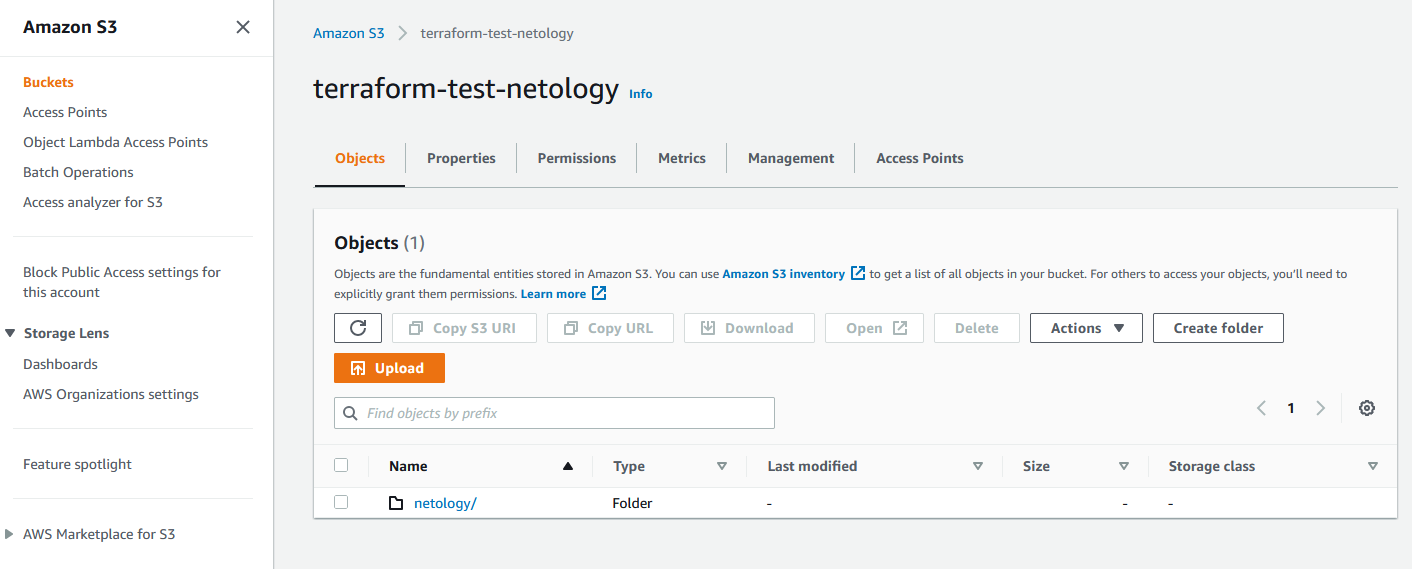 Amazon S3
Buckets
Access Points
Object Lambda Access Points
Batch Operations
Access analyzer for S3
Block Public Access settings for
this account
Storage Lens
Dashboards
AWS Organizations settings
Feature spotlight
AWS Marketplace for S3
Amazon S3 terraform-test-netology
terraform-test-netology Info
Objects Properties Permissions Metrics Management Access Points
Objects (1)
Objects are the fundamental entities stored in Amazon S3. You can use Amazon S3 inventory to get a list of all objects in your bucket. For others to access your objects, you'll need to
explicitly grant them permissions. Learn more
Copy S3 URI Copy URL Download Open Delete Actions Create folder
Upload
Find objects by prefix 1
Name Type Last modified Size Storage class
netology/ Folder - - -